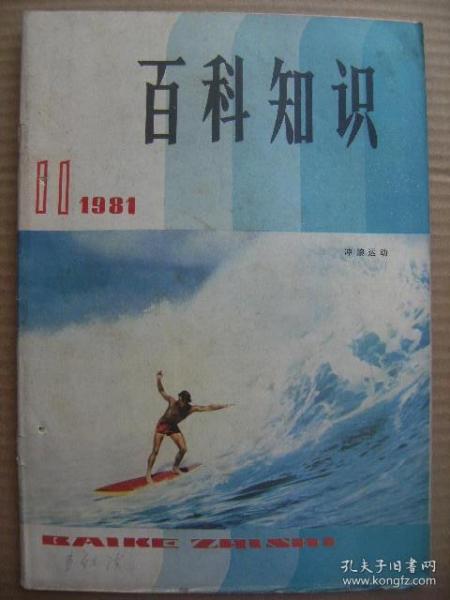 百科知识
11 1981
冲浪运动
BAIKE ZHISHI
孔夫子旧书网
www.kongfz.com